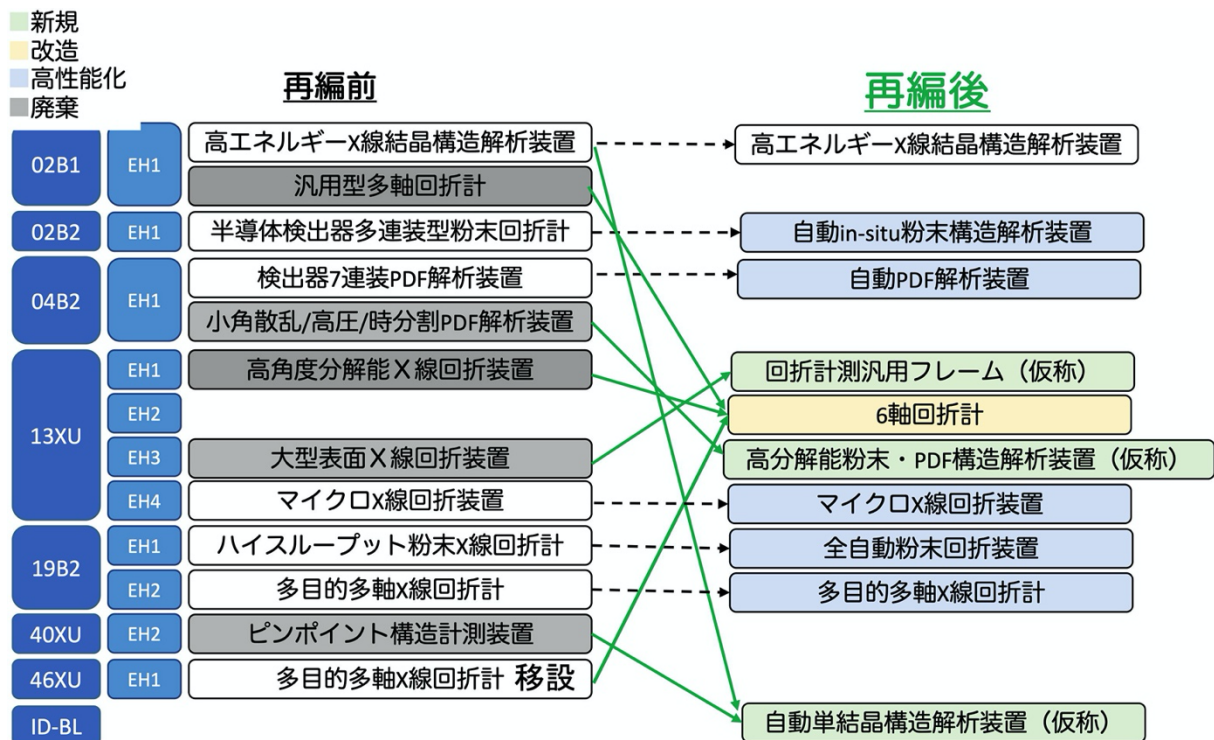 新規
改造
高性能化
廃棄
再編前
再編後
02B1 EH1 高エネルギーX線結晶構造解析装置 高エネルギーX線結晶構造解析装置
汎用型多軸回折計
02B2 EH1 半導体検出器多連装型粉末回折計 自動in-situ粉末構造解析装置
04B2 EH1 検出器7連装PDF解析装置 自動PDF解析装置
小角散乱/高圧/時分割PDF解析装置
13XU EH1 高角度分解能X線回折装置 回折計測汎用フレーム（仮称）
EH2 6軸回折計
EH3 大型表面X線回折装置 高分解能粉末・PDF構造解析装置（仮称）
EH4 マイクロX線回折装置 マイクロX線回折装置
19B2 EH1 ハイスループット粉末X線回折計 全自動粉末回折装置
EH2 多目的多軸X線回折計 多目的多軸X線回折計
40XU EH2 ピンポイント構造計測装置
46XU EH1 多目的多軸X線回折計 移設
ID-BL 自動単結晶構造解析装置（仮称）